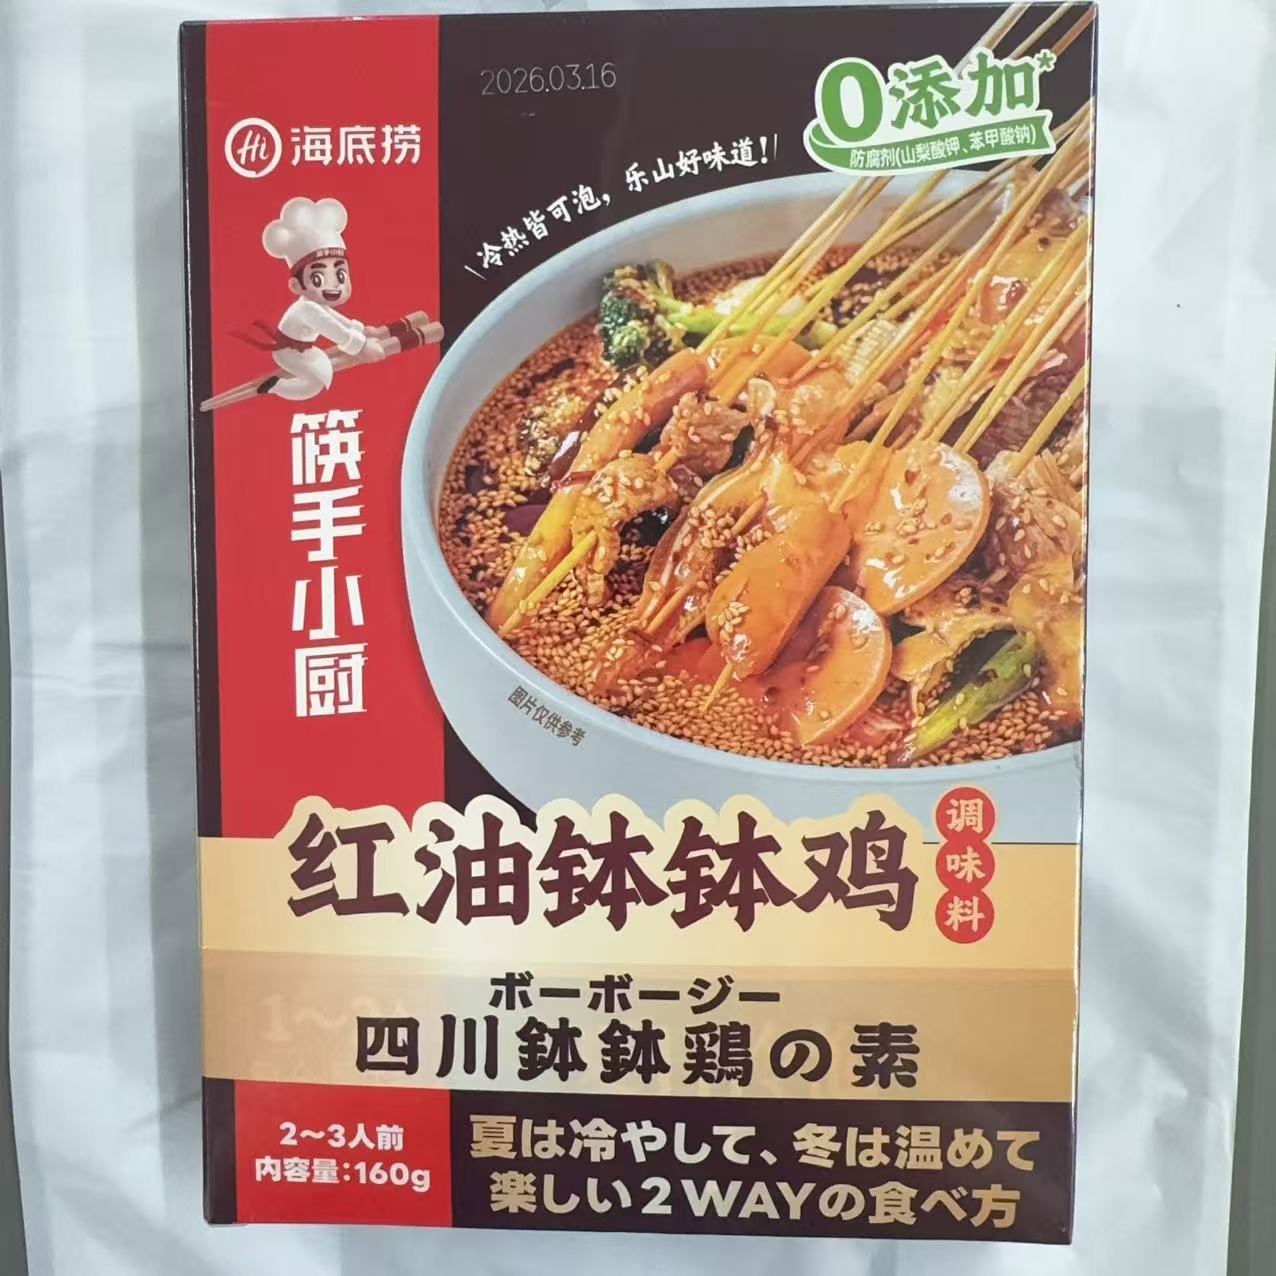 2026.03.16
0添加*
防腐剂(山梨酸钾、苯甲酸钠)
Hi 海底捞
冷热皆可泡，乐山好味道！
筷手小厨
图片仅供参考
红油钵钵鸡
调味料
ボーボージー
四川鉢鉢鶏の素
2～3人前
内容量：160g
夏は冷やして、冬は温めて
楽しい2WAYの食べ方